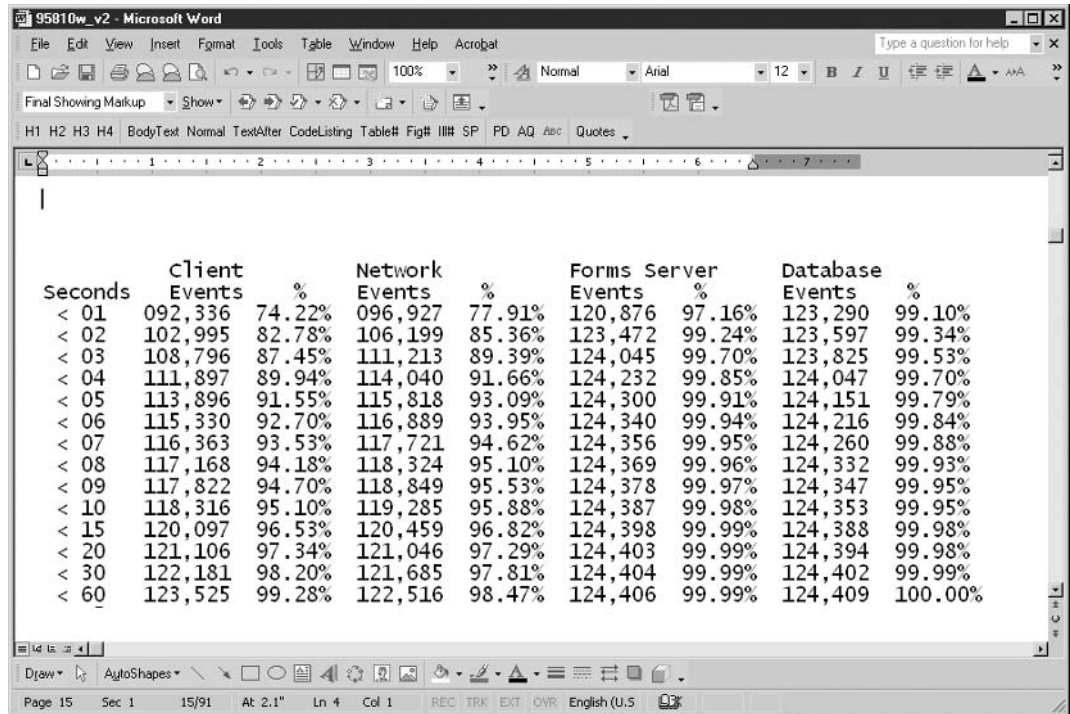 95810w_v2 - Microsoft Word
File Edit View Insert Format Tools Table Window Help Acrobat Type a question for help
100% Normal Arial 12 B I U A
Final Showing Markup Show
H1 H2 H3 H4 BodyText Normal TextAfter CodeListing Table# Fig# Ill# SP PD AQ ABC Quotes
1 2 3 4 5 6 7
Client Network Forms Server Database
Seconds Events % Events % Events % Events %
< 01 092,336 74.22% 096,927 77.91% 120,876 97.16% 123,290 99.10%
< 02 102,995 82.78% 106,199 85.36% 123,472 99.24% 123,597 99.34%
< 03 108,796 87.45% 111,213 89.39% 124,045 99.70% 123,825 99.53%
< 04 111,897 89.94% 114,040 91.66% 124,232 99.85% 124,047 99.70%
< 05 113,896 91.55% 115,818 93.09% 124,300 99.91% 124,151 99.79%
< 06 115,330 92.70% 116,889 93.95% 124,340 99.94% 124,216 99.84%
< 07 116,363 93.53% 117,721 94.62% 124,356 99.95% 124,260 99.88%
< 08 117,168 94.18% 118,324 95.10% 124,369 99.96% 124,332 99.93%
< 09 117,822 94.70% 118,849 95.53% 124,378 99.97% 124,347 99.95%
< 10 118,316 95.10% 119,285 95.88% 124,387 99.98% 124,353 99.95%
< 15 120,097 96.53% 120,459 96.82% 124,398 99.99% 124,388 99.98%
< 20 121,106 97.34% 121,046 97.29% 124,403 99.99% 124,394 99.98%
< 30 122,181 98.20% 121,685 97.81% 124,404 99.99% 124,402 99.99%
< 60 123,525 99.28% 122,516 98.47% 124,406 99.99% 124,409 100.00%
Draw AutoShapes A
Page 15 Sec 1 15/91 At 2.1" Ln 4 Col 1 REC TRK EXT OVR English (U.S